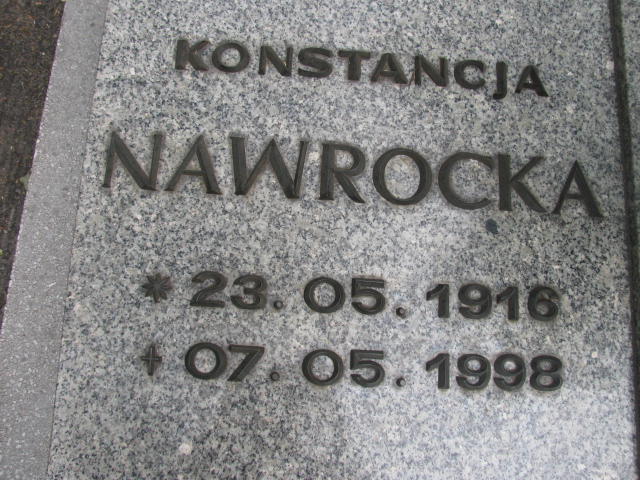 KONSTANCJA
NAWROCKA
* 23. 05. 1916
✝ 07. 05. 1998